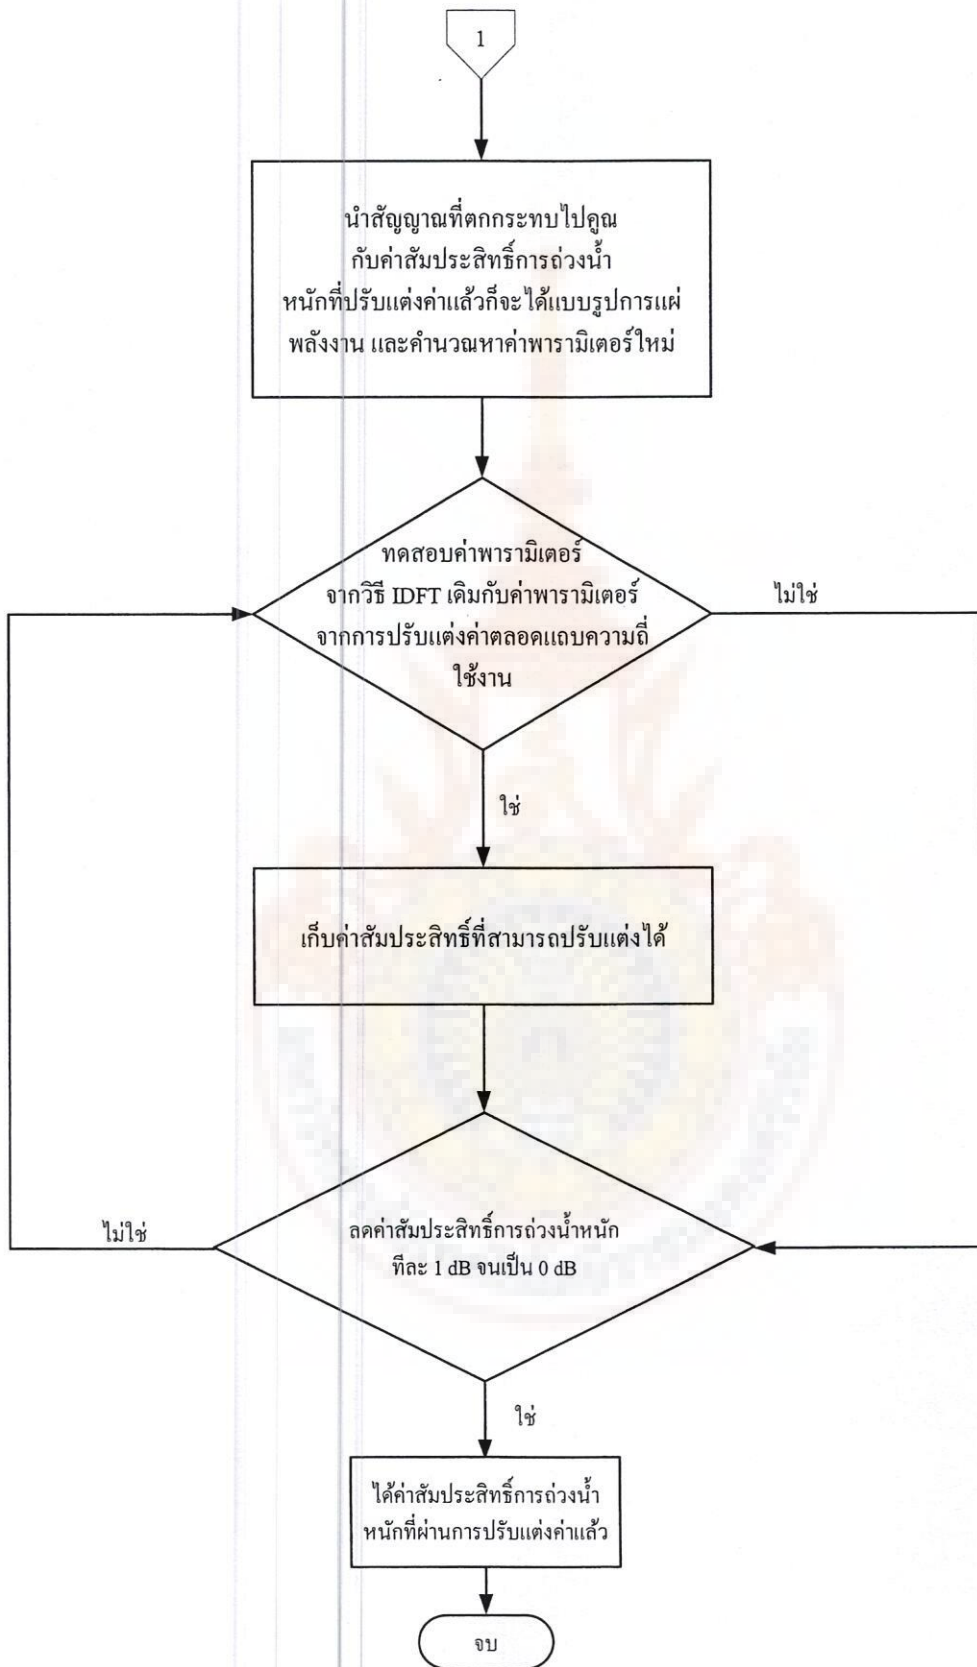 1
นำสัญญาณที่ตกกระทบไปคูณ
กับค่าสัมประสิทธิ์การถ่วงน้ำ
หนักที่ปรับแต่งค่าแล้วก็จะได้แบบรูปการแผ่
พลังงาน และคำนวณหาค่าพารามิเตอร์ใหม่
ทดสอบค่าพารามิเตอร์
จากวิธี IDFT เดิมกับค่าพารามิเตอร์
จากการปรับแต่งค่าตลอดแถบความถี่
ใช้งาน
ไม่ใช่
ใช่
เก็บค่าสัมประสิทธิ์ที่สามารถปรับแต่งได้
ไม่ใช่
ลดค่าสัมประสิทธิ์การถ่วงน้ำหนัก
ทีละ 1 dB จนเป็น 0 dB
ใช่
ได้ค่าสัมประสิทธิ์การถ่วงน้ำ
หนักที่ผ่านการปรับแต่งค่าแล้ว
จบ